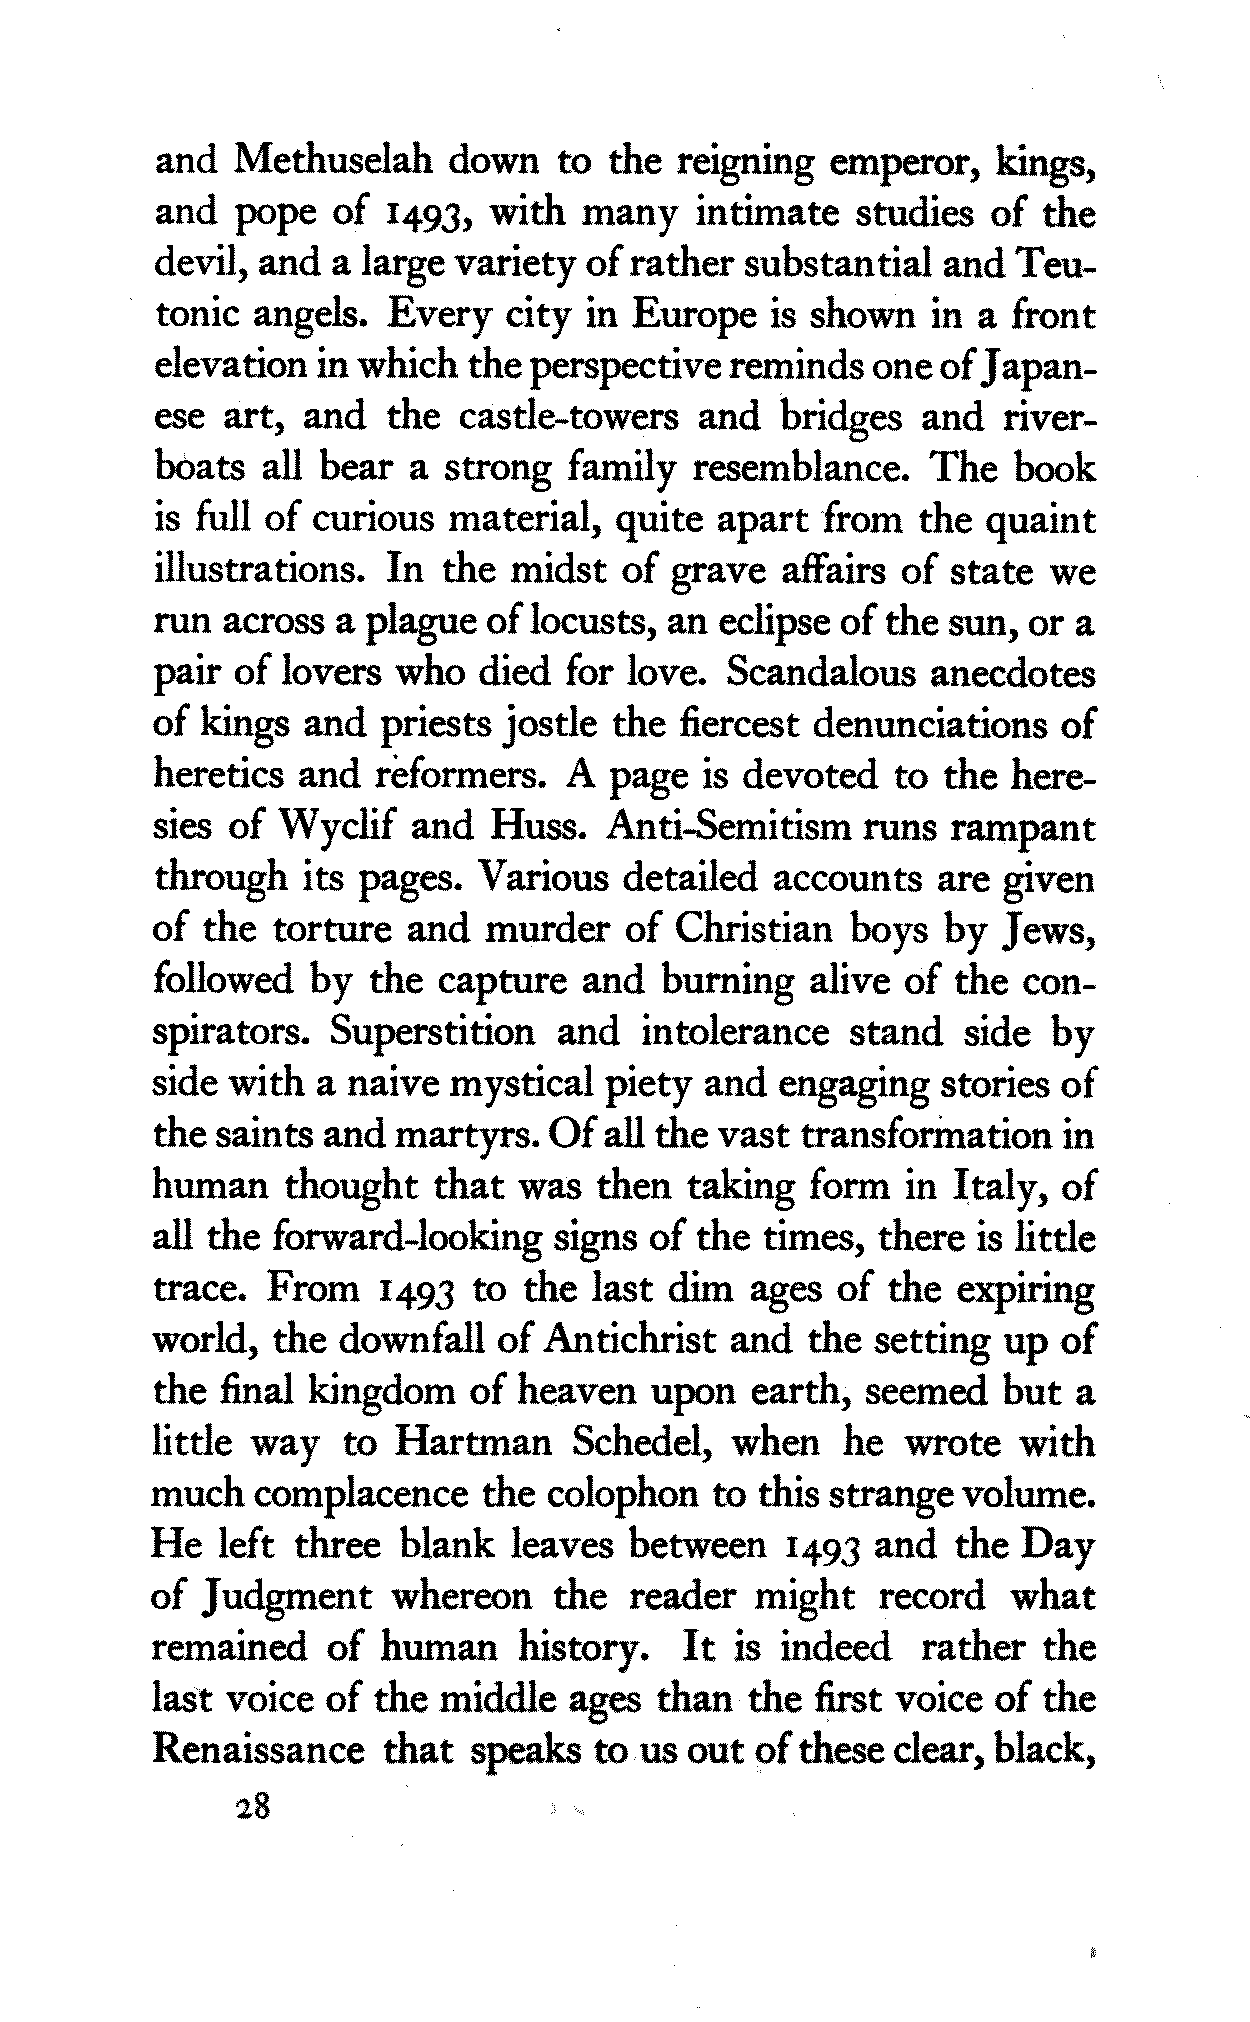 and Methuselah down to the reigning emperor, kings,
and pope of 1493, with many intimate studies of the
devil, and a large variety of rather substantial and Teu-
tonic angels. Every city in Europe is shown in a front
elevation in which the perspective reminds one of Japan-
ese art, and the castle-towers and bridges and river-
boats all bear a strong family resemblance. The book
is full of curious material, quite apart from the quaint
illustrations. In the midst of grave affairs of state we
run across a plague of locusts, an eclipse of the sun, or a
pair of lovers who died for love. Scandalous anecdotes
of kings and priests jostle the fiercest denunciations of
heretics and reformers. A page is devoted to the here-
sies of Wyclif and Huss. Anti-Semitism runs rampant
through its pages. Various detailed accounts are given
of the torture and murder of Christian boys by Jews,
followed by the capture and burning alive of the con-
spirators. Superstition and intolerance stand side by
side with a naive mystical piety and engaging stories of
the saints and martyrs. Of all the vast transformation in
human thought that was then taking form in Italy, of
all the forward-looking signs of the times, there is little
trace. From 1493 to the last dim ages of the expiring
world, the downfall of Antichrist and the setting up of
the final kingdom of heaven upon earth, seemed but a
little way to Hartman Schedel, when he wrote with
much complacence the colophon to this strange volume.
He left three blank leaves between 1493 and the Day
of Judgment whereon the reader might record what
remained of human history. It is indeed rather the
last voice of the middle ages than the first voice of the
Renaissance that speaks to us out of these clear, black,
28